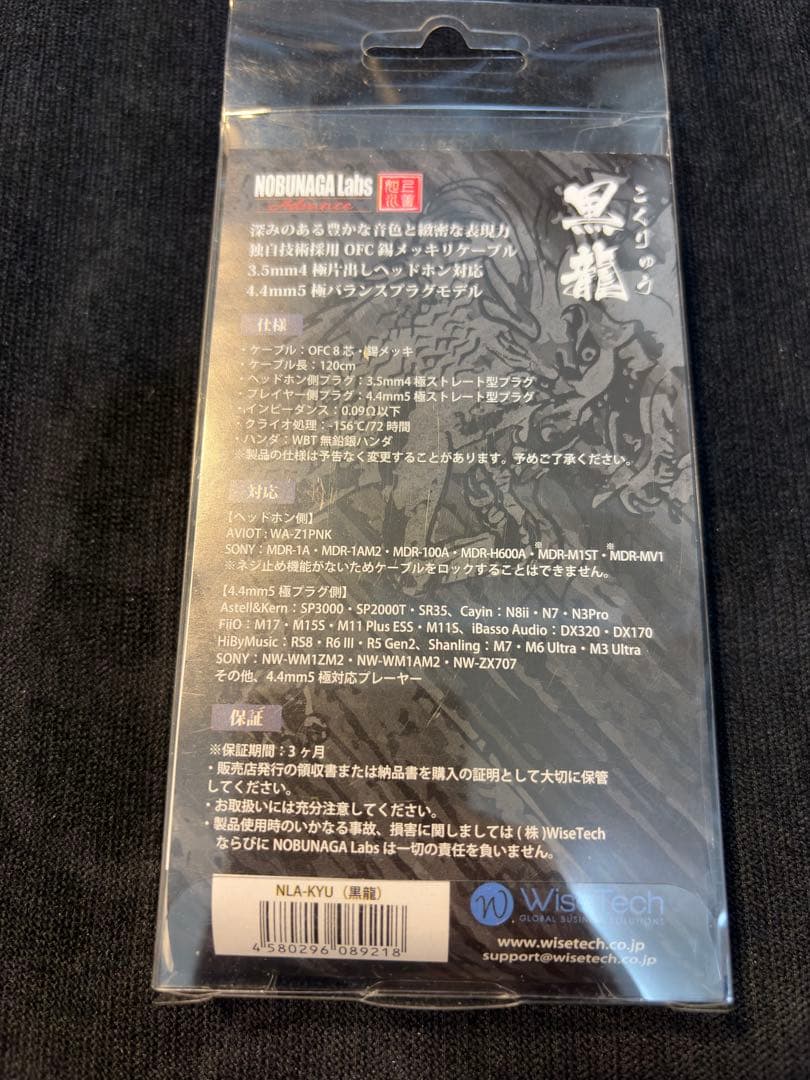 NOBUNAGA Labs
Advance
黒龍
こくりゅう
深みのある豊かな音色と緻密な表現力
独自技術採用 OFC 錫メッキリケーブル
3.5mm4 極片出しヘッドホン対応
4.4mm5 極バランスプラグモデル
仕様
・ケーブル：OFC 8 芯・錫メッキ
・ケーブル長：120cm
・ヘッドホン側プラグ：3.5mm4 極ストレート型プラグ
・プレイヤー側プラグ：4.4mm5 極ストレート型プラグ
・インピーダンス：0.09Ω以下
・クライオ処理：-156℃/72 時間
・ハンダ：WBT 無鉛銀ハンダ
※製品の仕様は予告なく変更することがあります。予めご了承ください。
対応
【ヘッドホン側】
AVIOT : WA-Z1PNK
SONY：MDR-1A・MDR-1AM2・MDR-100A・MDR-H600A・※MDR-M1ST・※MDR-MV1
※ネジ止め機能がないためケーブルをロックすることはできません。
【4.4mm5 極プラグ側】
Astell&Kern：SP3000・SP2000T・SR35、Cayin：N8ii・N7・N3Pro
FiiO：M17・M15S・M11 Plus ESS・M11S、iBasso Audio：DX320・DX170
HiByMusic：RS8・R6 III・R5 Gen2、Shanling：M7・M6 Ultra・M3 Ultra
SONY：NW-WM1ZM2・NW-WM1AM2・NW-ZX707
その他、4.4mm5 極対応プレーヤー
保証
※保証期間：3 ヶ月
・販売店発行の領収書または納品書を購入の証明として大切に保管
してください。
・お取扱いには充分注意してください。
・製品使用時のいかなる事故、損害に関しましては ( 株 )WiseTech
ならびに NOBUNAGA Labs は一切の責任を負いません。
NLA-KYU（黒龍）
4 580296 089218
WiseTech
GLOBAL BUSINESS SOLUTIONS
www.wisetech.co.jp
support@wisetech.co.jp